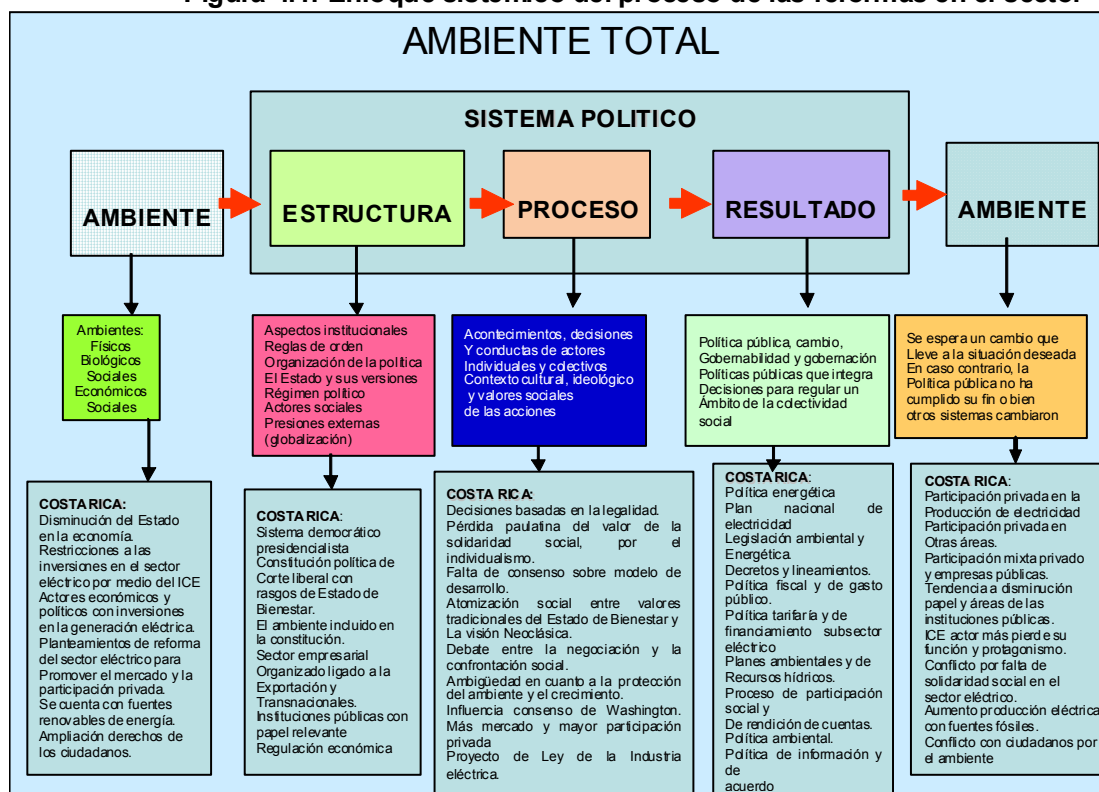 Figura 4.1. Enfoque sistémico del proceso de las reformas en el sector
AMBIENTE TOTAL
SISTEMA POLITICO
AMBIENTE
ESTRUCTURA
PROCESO
RESULTADO
AMBIENTE
Ambientes:
Físicos
Biológicos
Sociales
Económicos
Sociales
Aspectos institucionales
Reglas de orden
Organización de la política
El Estado y sus versiones
Régimen político
Actores sociales
Presiones externas
(globalización)
Acontecimientos, decisiones
Y conductas de actores
Individuales y colectivos
Contexto cultural, ideológico
y valores sociales
de las acciones
Política pública, cambio,
Gobernabilidad y gobernación
Políticas públicas que integra
Decisiones para regular un
Ámbito de la colectividad
social
Se espera un cambio que
Lleve a la situación deseada
En caso contrario, la
Política pública no ha
cumplido su fin o bien
otros sistemas cambiaron
COSTA RICA:
Disminución del Estado
en la economía.
Restricciones a las
inversiones en el sector
eléctrico por medio del ICE
Actores económicos y
políticos con inversiones
en la generación eléctrica.
Planteamientos de reforma
del sector eléctrico para
Promover el mercado y la
participación privada.
Se cuenta con fuentes
renovables de energía.
Ampliación derechos de
los ciudadanos.
COSTA RICA:
Sistema democrático
presidencialista
Constitución política de
Corte liberal con
rasgos de Estado de
Bienestar.
El ambiente incluido en
la constitución.
Sector empresarial
Organizado ligado a la
Exportación y
Transnacionales.
Instituciones públicas con
papel relevante
Regulación económica
COSTA RICA:
Decisiones basadas en la legalidad.
Pérdida paulatina del valor de la
solidaridad social, por el
individualismo.
Falta de consenso sobre modelo de
desarrollo.
Atomización social entre valores
tradicionales del Estado de Bienestar y
La visión Neoclásica.
Debate entre la negociación y la
confrontación social.
Ambigüedad en cuanto a la protección
del ambiente y el crecimiento.
Influencia consenso de Washington.
Más mercado y mayor participación
privada
Proyecto de Ley de la Industria
eléctrica.
COSTA RICA:
Política energética
Plan nacional de
electricidad
Legislación ambiental y
Energética.
Decretos y lineamientos.
Política fiscal y de gasto
público.
Política tarifaría y de
financiamiento subsector
eléctrico
Planes ambientales y de
Recursos hídricos.
Proceso de participación
social y
De rendición de cuentas.
Política ambiental.
Política de información y
de
acuerdo
COSTA RICA:
Participación privada en la
Producción de electricidad
Participación privada en
Otras áreas.
Participación mixta privado
y empresas públicas.
Tendencia a disminución
papel y áreas de las
instituciones públicas.
ICE actor más pierde su
función y protagonismo.
Conflicto por falta de
solidaridad social en el
sector eléctrico.
Aumento producción eléctrica
con fuentes fósiles.
Conflicto con ciudadanos por
el ambiente